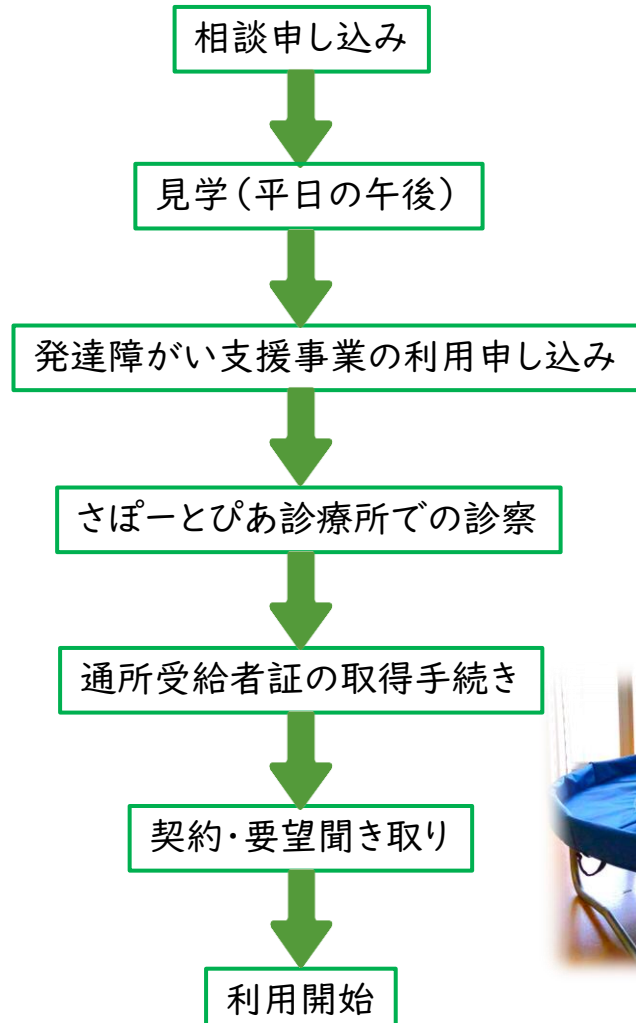 相談申し込み
見学(平日の午後)
発達障がい支援事業の利用申し込み
さぽーとぴあ診療所での診察
通所受給者証の取得手続き
契約・要望聞き取り
利用開始